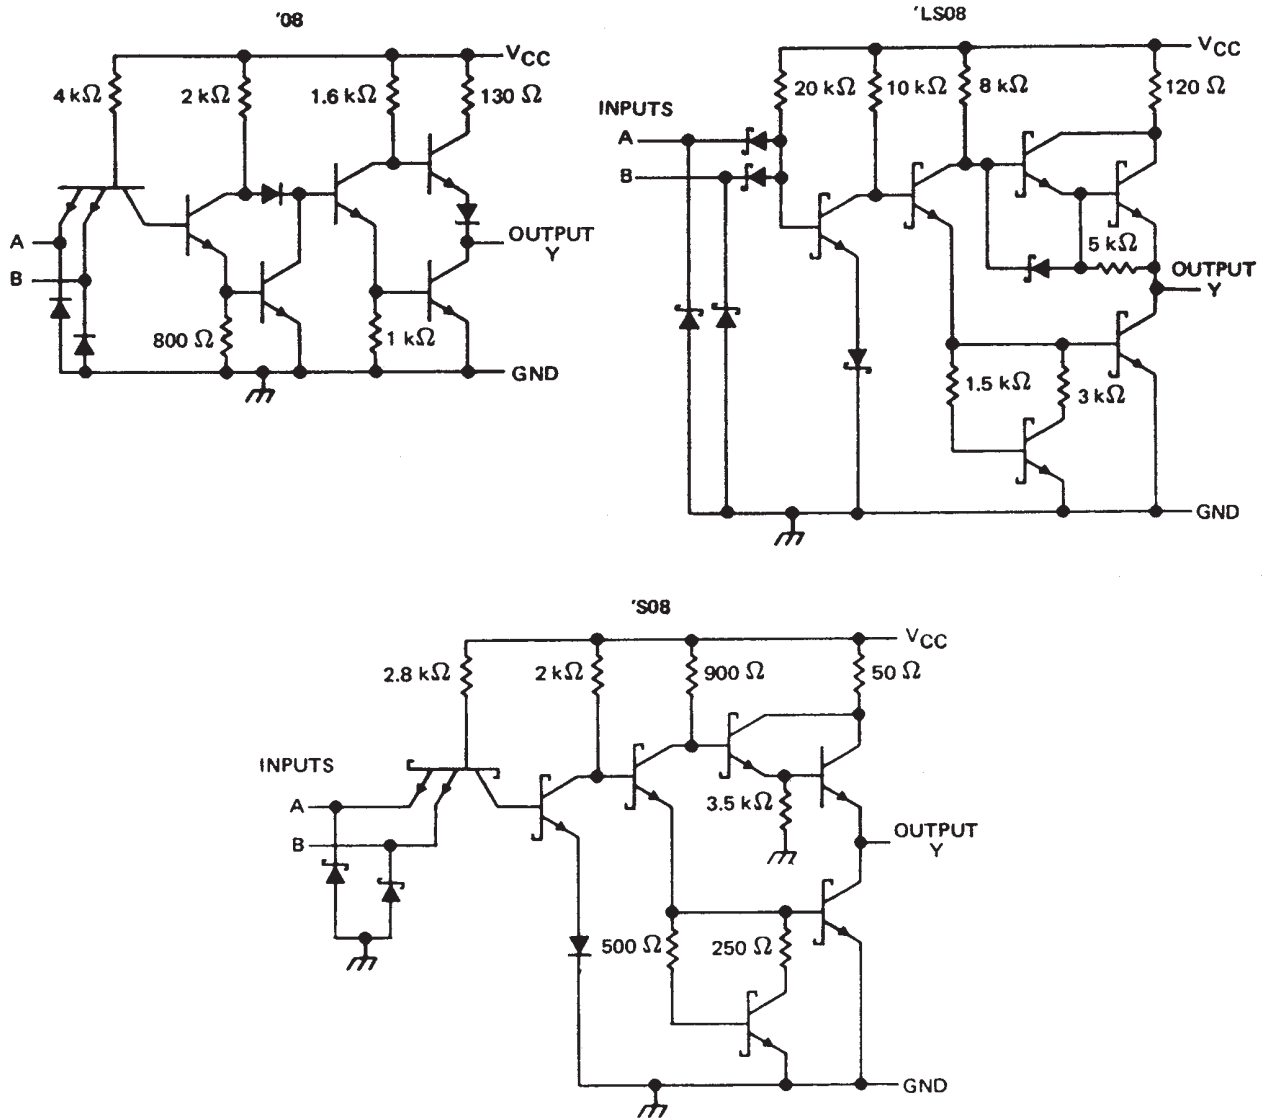 '08
VCC
4 kΩ
2 kΩ
1.6 kΩ
130 Ω
A
B
OUTPUT
Y
800 Ω
1 kΩ
GND
'LS08
VCC
20 kΩ
10 kΩ
8 kΩ
120 Ω
INPUTS
A
B
5 kΩ
OUTPUT
Y
1.5 kΩ
3 kΩ
GND
'S08
VCC
2.8 kΩ
2 kΩ
900 Ω
50 Ω
INPUTS
A
B
3.5 kΩ
OUTPUT
Y
500 Ω
250 Ω
GND